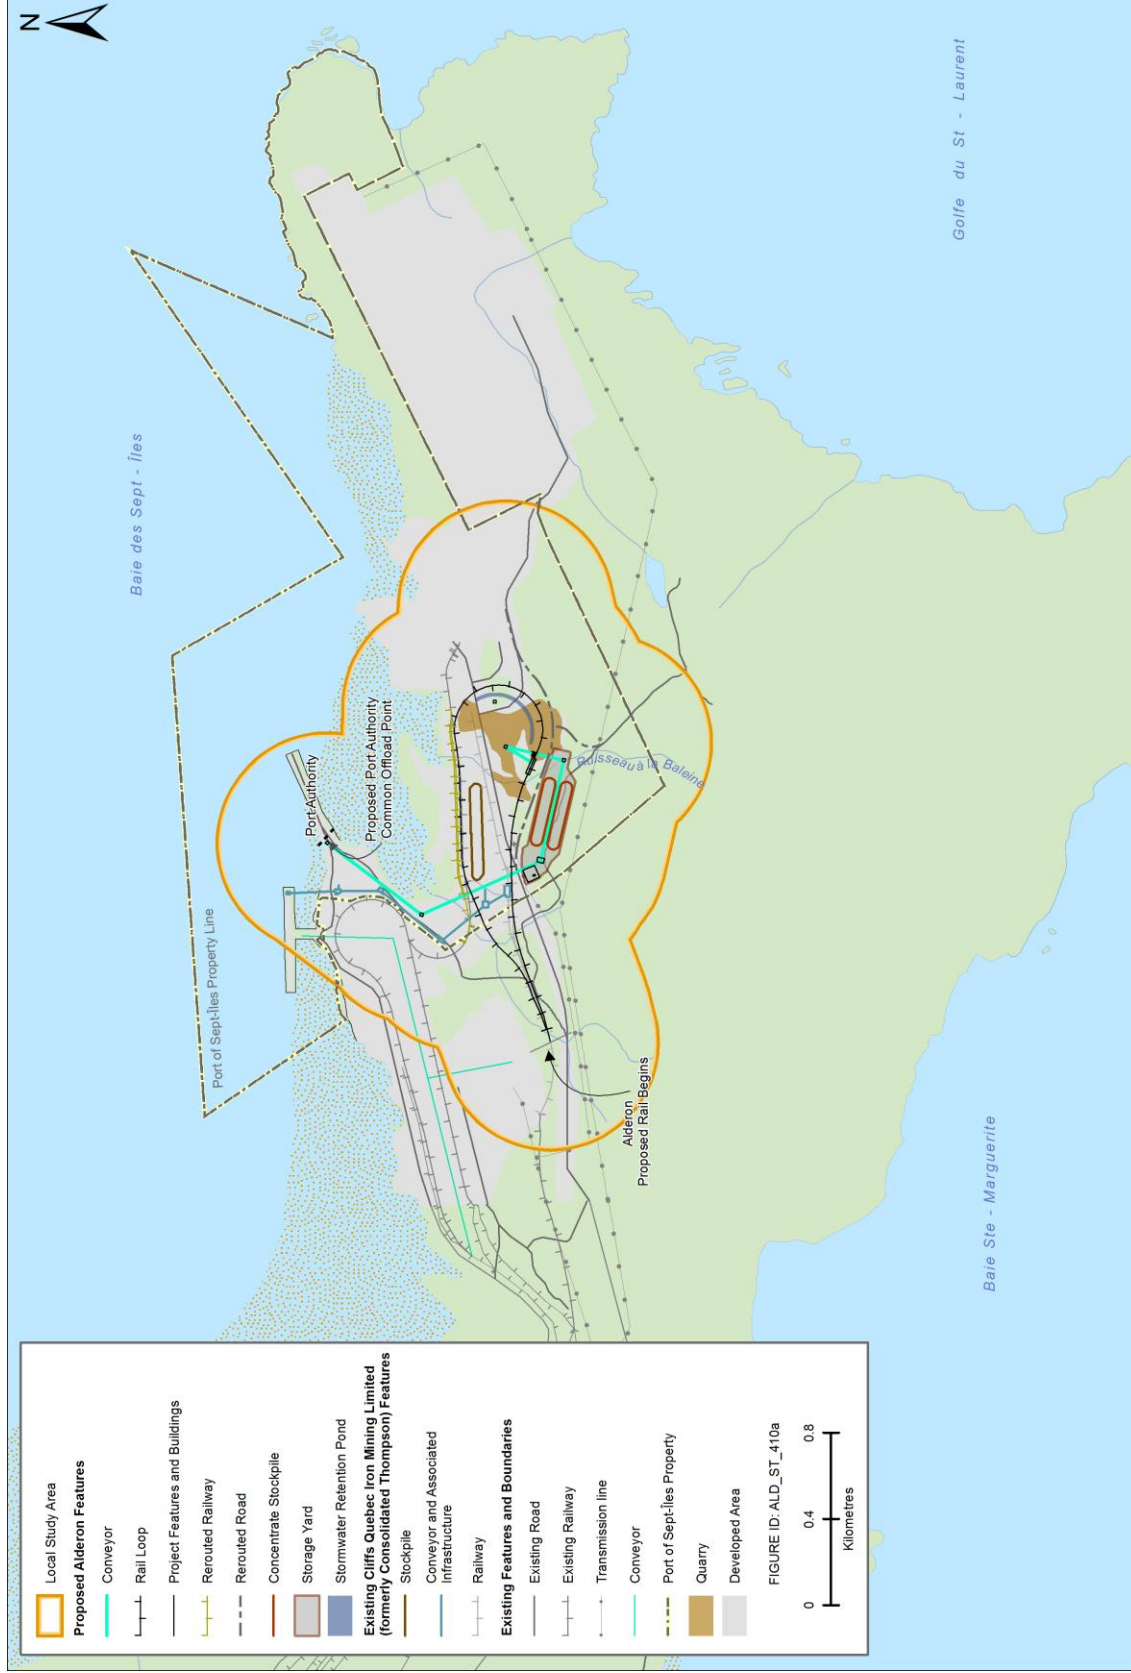 N
Baie des Sept - Îles
Golfe du St - Laurent
Port of Sept-Îles Property Line
Port Authority
Proposed Port Authority
Common Offload Point
Ruisseau à la Baleine
Alderon
Proposed Rail Begins
Baie Ste - Marguerite
Local Study Area
Proposed Alderon Features
Conveyor
Rail Loop
Project Features and Buildings
Rerouted Railway
Rerouted Road
Concentrate Stockpile
Storage Yard
Stormwater Retention Pond
Existing Cliffs Quebec Iron Mining Limited
(formerly Consolidated Thompson) Features
Stockpile
Conveyor and Associated
Infrastructure
Railway
Existing Features and Boundaries
Existing Road
Existing Railway
Transmission line
Conveyor
Port of Sept-Îles Property
Quarry
Developed Area
FIGURE ID: ALD_ST_410a
0 0.4 0.8
Kilometres